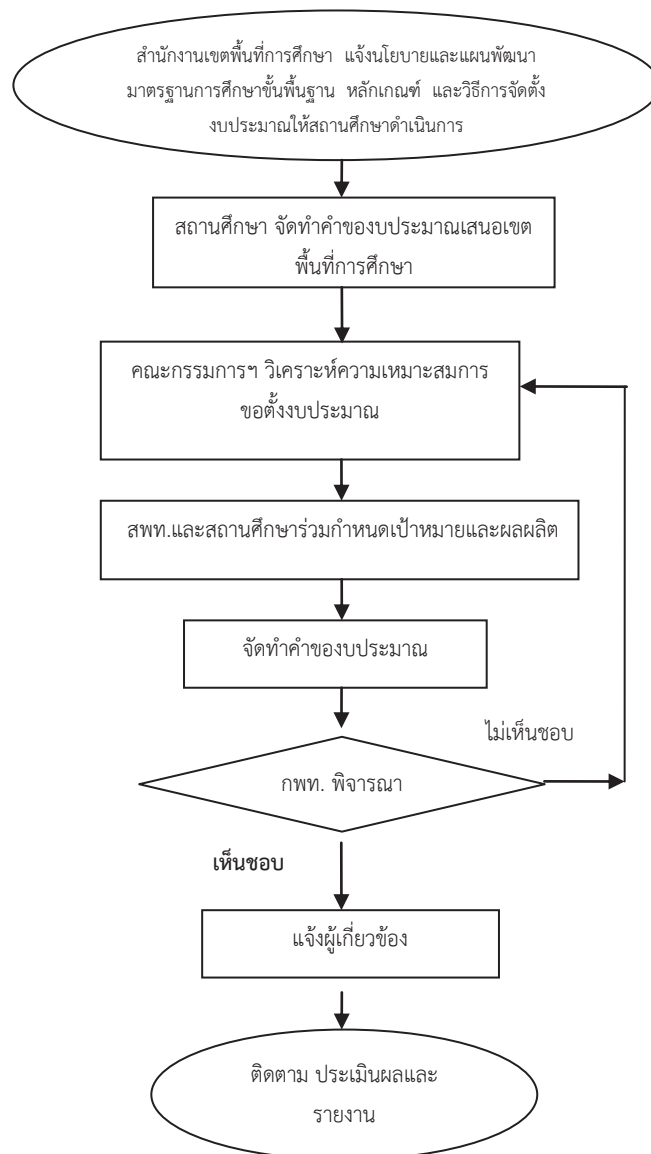 สำนักงานเขตพื้นที่การศึกษา แจ้งนโยบายและแผนพัฒนา
มาตรฐานการศึกษาขั้นพื้นฐาน หลักเกณฑ์ และวิธีการจัดตั้ง
งบประมาณให้สถานศึกษาดำเนินการ
สถานศึกษา จัดทำคำของบประมาณเสนอเขต
พื้นที่การศึกษา
คณะกรรมการฯ วิเคราะห์ความเหมาะสมการ
ขอตั้งงบประมาณ
สพท.และสถานศึกษาร่วมกำหนดเป้าหมายและผลผลิต
จัดทำคำของบประมาณ
ไม่เห็นชอบ
กพท. พิจารณา
เห็นชอบ
แจ้งผู้เกี่ยวข้อง
ติดตาม ประเมินผลและ
รายงาน